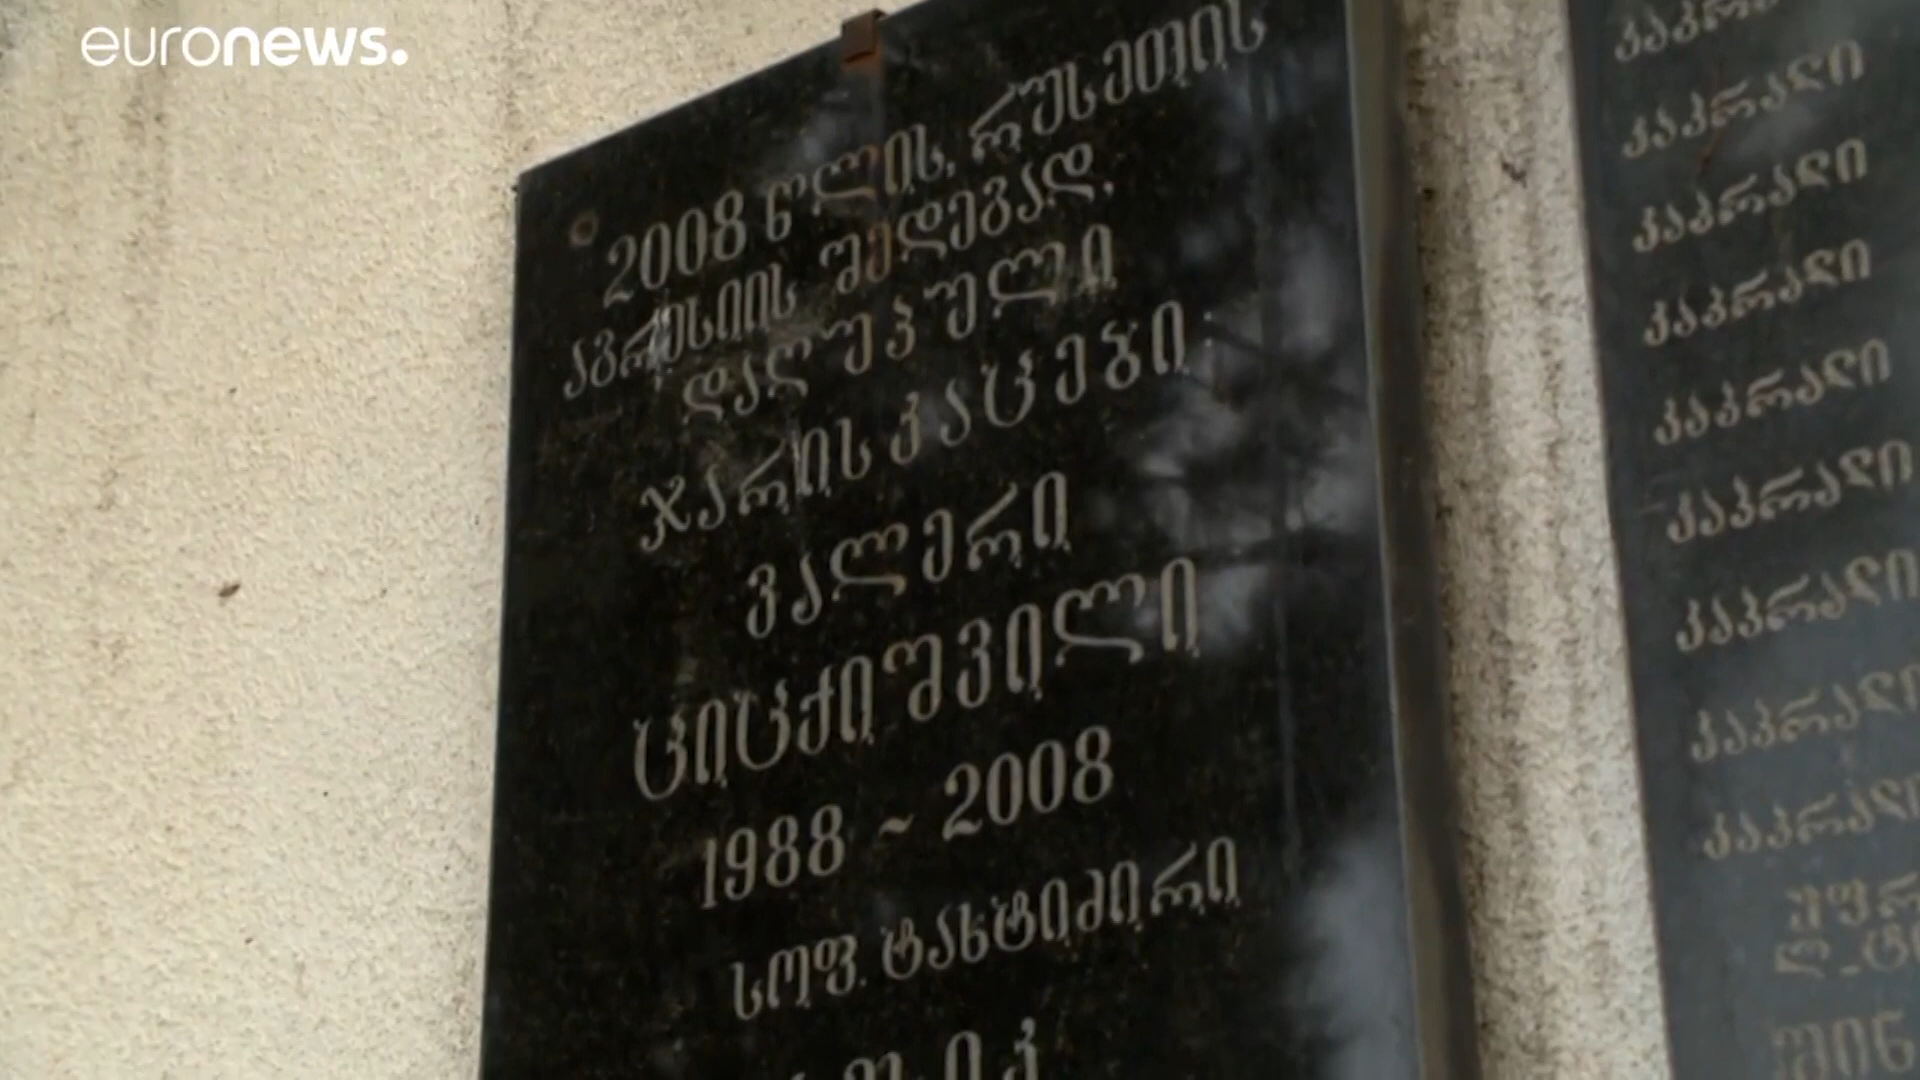 euronews.
2008 წლის, რუსეთის
აგრესიის შედეგად,
დაღუპული
ჯარისკაცები:
ვალერი
ციცქიშვილი
1988 ~ 2008
სოფ. ტახტიძირი
კაპრალი
კაპრალი
კაპრალი
კაპრალი
კაპრალი
კაპრალი
კაპრალი
კაპრალი